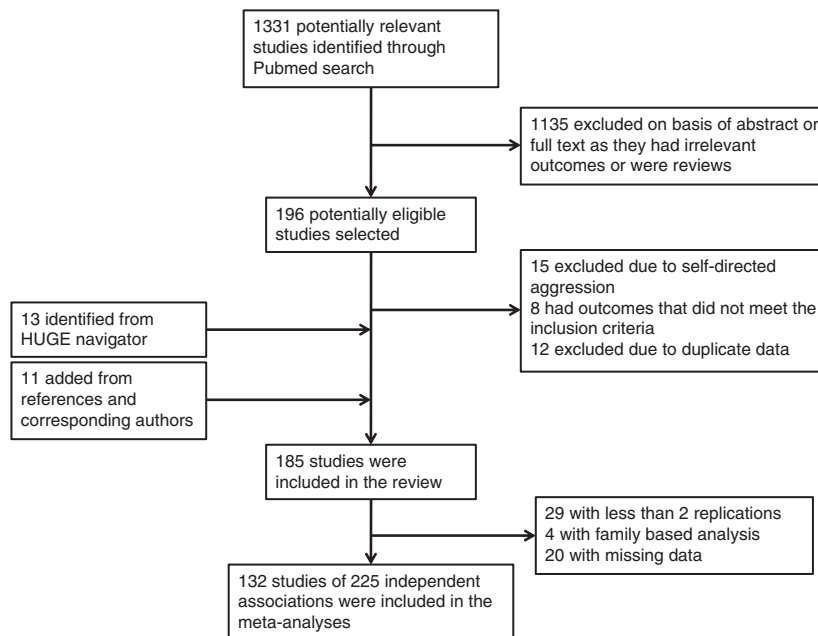 1331 potentially relevant
studies identified through
Pubmed search
1135 excluded on basis of abstract or
full text as they had irrelevant
outcomes or were reviews
196 potentially eligible
studies selected
15 excluded due to self-directed
aggression
8 had outcomes that did not meet the
inclusion criteria
12 excluded due to duplicate data
13 identified from
HUGE navigator
11 added from
references and
corresponding authors
185 studies were
included in the review
29 with less than 2 replications
4 with family based analysis
20 with missing data
132 studies of 225 independent
associations were included in the
meta-analyses